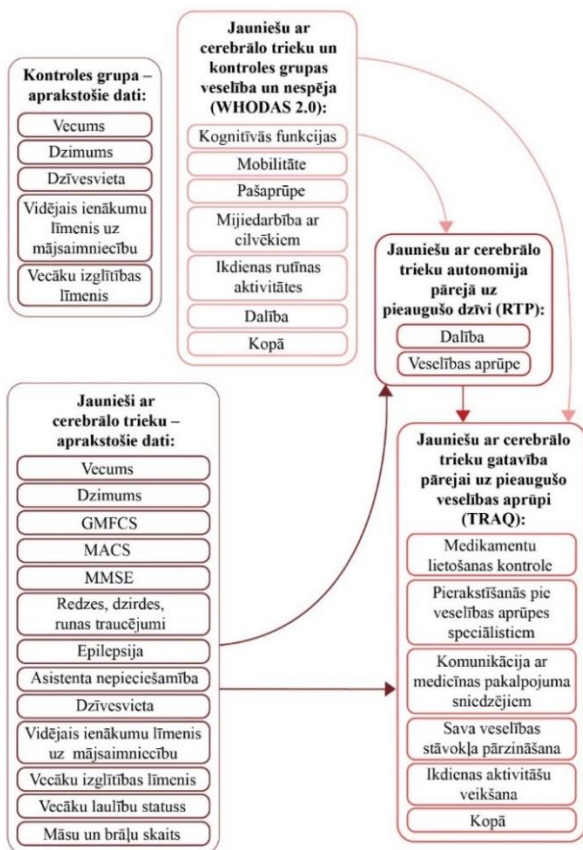 Kontroles grupa –
aprakstošie dati:
Vecums
Dzimums
Dzīvesvieta
Vidējais ienākumu
līmenis uz
mājsaimniecību
Vecāku izglītības
līmenis
Jauniešu ar
cerebrālo trieku un
kontroles grupas
veselība un nespēja
(WHODAS 2.0):
Kognitīvās funkcijas
Mobilitāte
Pašaprūpe
Mijiedarbība ar
cilvēkiem
Ikdienas rutīnas
aktivitātes
Dalība
Kopā
Jauniešu ar cerebrālo
trieku autonomija
pārejā uz
pieaugušo dzīvi (RTP):
Dalība
Veselības aprūpe
Jaunieši ar
cerebrālo trieku –
aprakstošie dati:
Vecums
Dzimums
GMFCS
MACS
MMSE
Redzes, dzirdes,
runas traucējumi
Epilepsija
Asistenta nepieciešamība
Dzīvesvieta
Vidējais ienākumu līmenis
uz mājsaimniecību
Vecāku izglītības līmenis
Vecāku laulību statuss
Māsu un brāļu skaits
Jauniešu ar cerebrālo
trieku gatavība
pārejai uz pieaugušo
veselības aprūpi
(TRAQ):
Medikamentu
lietošanas kontrole
Pierakstīšanās pie
veselības aprūpes
speciālistiem
Komunikācija ar
medicīnas pakalpojuma
sniedzējiem
Sava veselības
stāvokļa pārzināšana
Ikdienas aktivitāšu
veikšana
Kopā